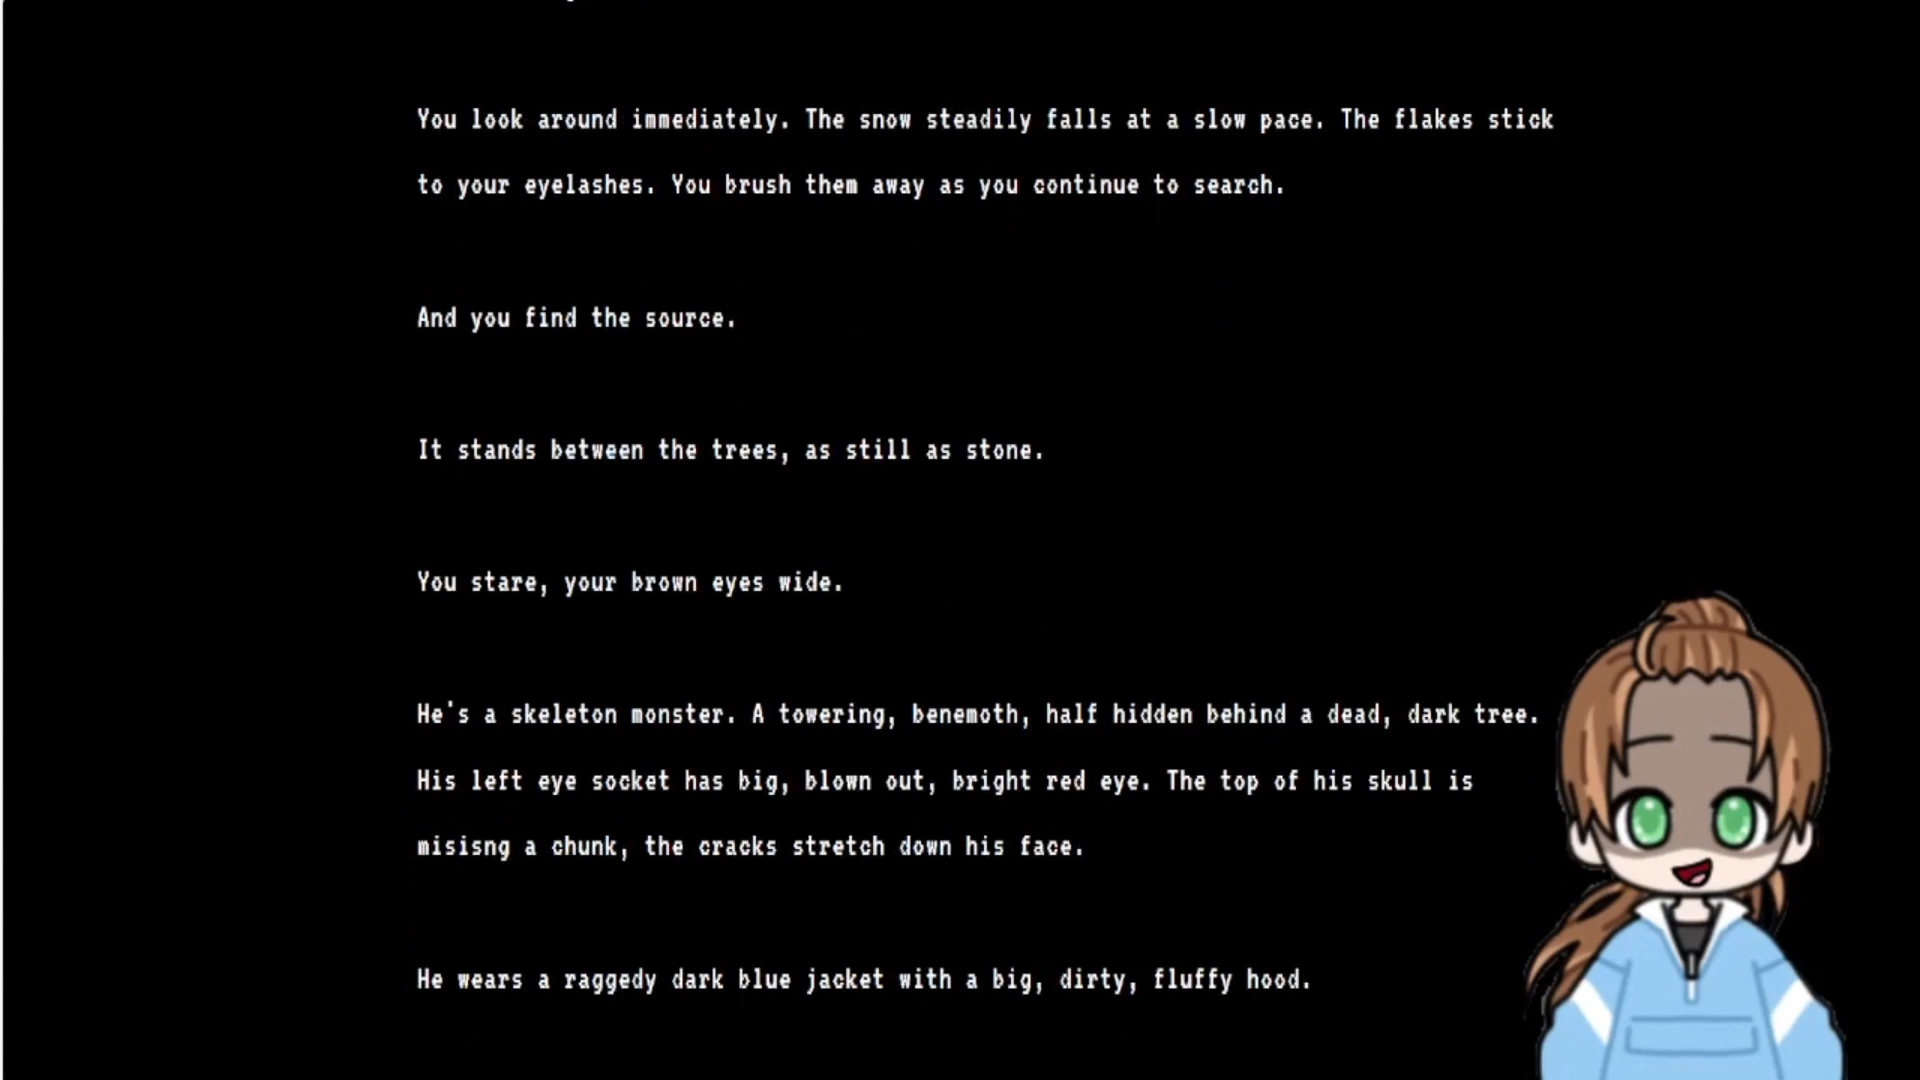 You look around immediately. The snow steadily falls at a slow pace. The flakes stick
to your eyelashes. You brush them away as you continue to search.
And you find the source.
It stands between the trees, as still as stone.
You stare, your brown eyes wide.
He's a skeleton monster. A towering, benemoth, half hidden behind a dead, dark tree.
His left eye socket has big, blown out, bright red eye. The top of his skull is
misisng a chunk, the cracks stretch down his face.
He wears a raggedy dark blue jacket with a big, dirty, fluffy hood.